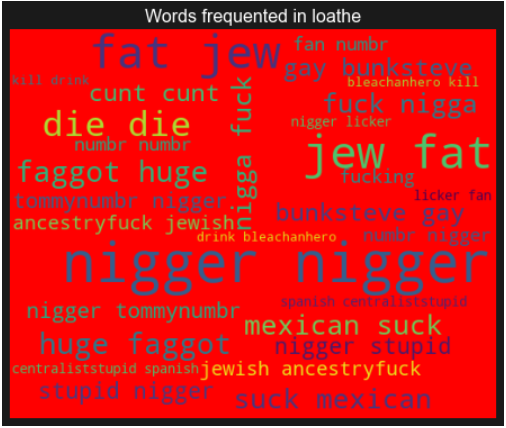 Words frequented in loathe
fat jew
fan numbr
gay bunksteve
kill drink
bleachanhero kill
cunt cunt
nigga fuck
fuck nigga
die die
nigger licker
numbr numbr
jew fat
faggot huge
fucking
licker fan
tommynumbr nigger
bunksteve gay
ancestryfuck jewish
drink bleachanhero
numbr nigger
nigger nigger
spanish centraliststupid
nigger tommynumbr
mexican suck
huge faggot
nigger stupid
centraliststupid spanish
jewish ancestryfuck
stupid nigger
suck mexican